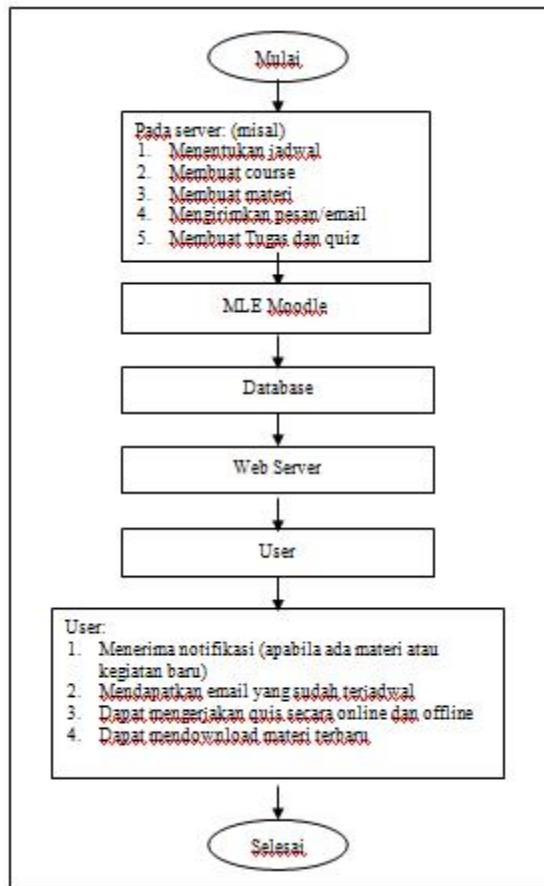 Mulai
Pada server: (misal)
1. Menentukan jadwal
2. Membuat course
3. Membuat materi
4. Mengirimkan pesan/email
5. Membuat Tugas dan quiz
MLE Moodle
Database
Web Server
User
User:
1. Menerima notifikasi (apabila ada materi atau
kegiatan baru)
2. Mendapatkan email yang sudah terjadwal
3. Dapat mengerjakan quis secara online dan offline
4. Dapat mendownload materi terbaru
Selesai